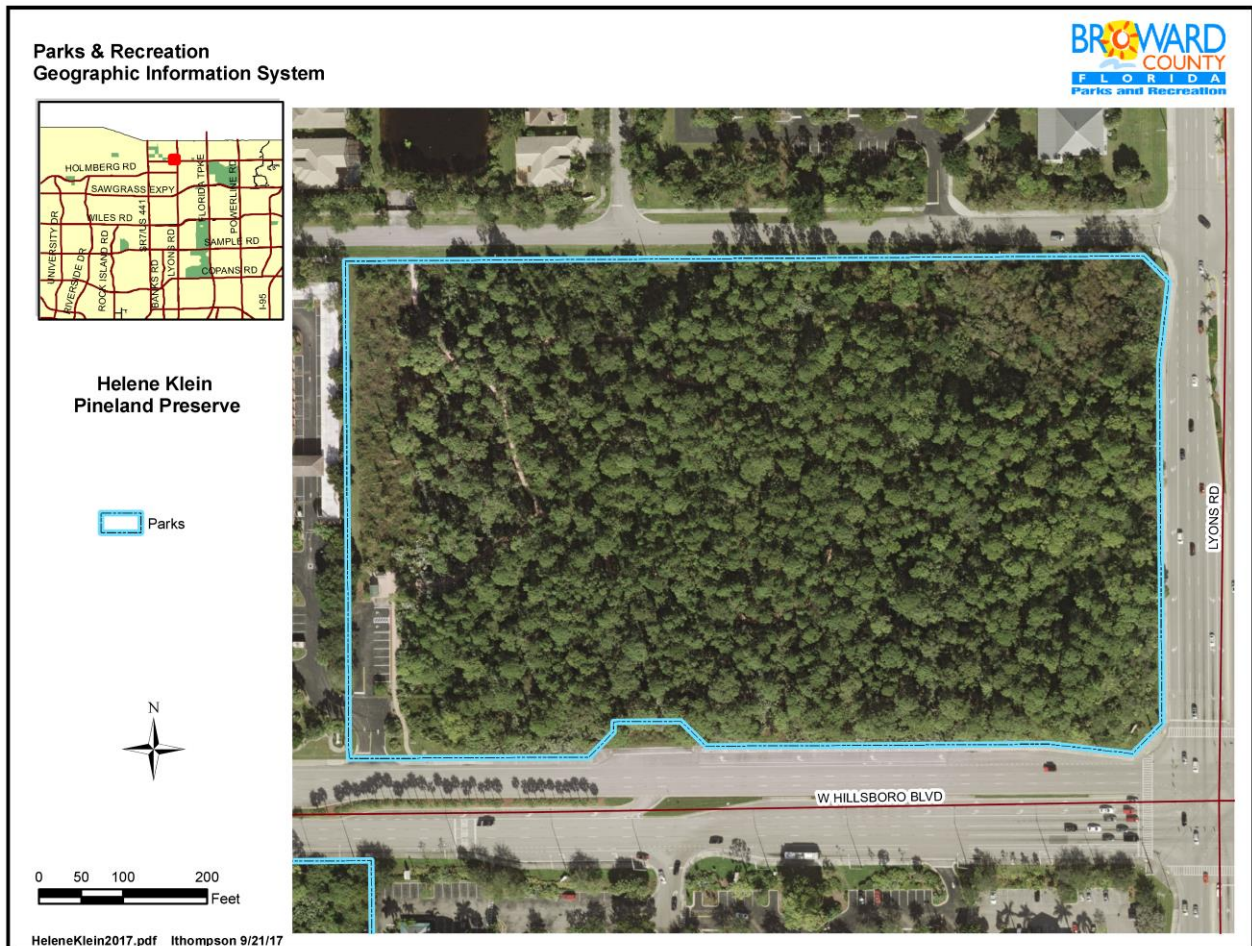 Parks & Recreation
Geographic Information System
BROWARD
COUNTY
FLORIDA
Parks and Recreation
HOLMBERG RD
SAWGRASS EXPY
WILES RD
SAMPLE RD
COPANS RD
UNIVERSITY DR
RIVERSIDE DR
ROCK ISLAND RD
SR7/US 441
BANKS RD
LYONS RD
FLORIDA TPKE
POWERLINE RD
I-95
Helene Klein
Pineland Preserve
Parks
LYONS RD
W HILLSBORO BLVD
N
0 50 100 200
Feet
HeleneKlein2017.pdf lthompson 9/21/17